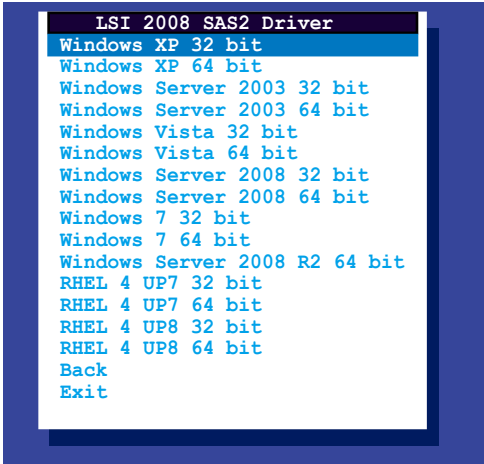 LSI 2008 SAS2 Driver
Windows XP 32 bit
Windows XP 64 bit
Windows Server 2003 32 bit
Windows Server 2003 64 bit
Windows Vista 32 bit
Windows Vista 64 bit
Windows Server 2008 32 bit
Windows Server 2008 64 bit
Windows 7 32 bit
Windows 7 64 bit
Windows Server 2008 R2 64 bit
RHEL 4 UP7 32 bit
RHEL 4 UP7 64 bit
RHEL 4 UP8 32 bit
RHEL 4 UP8 64 bit
Back
Exit